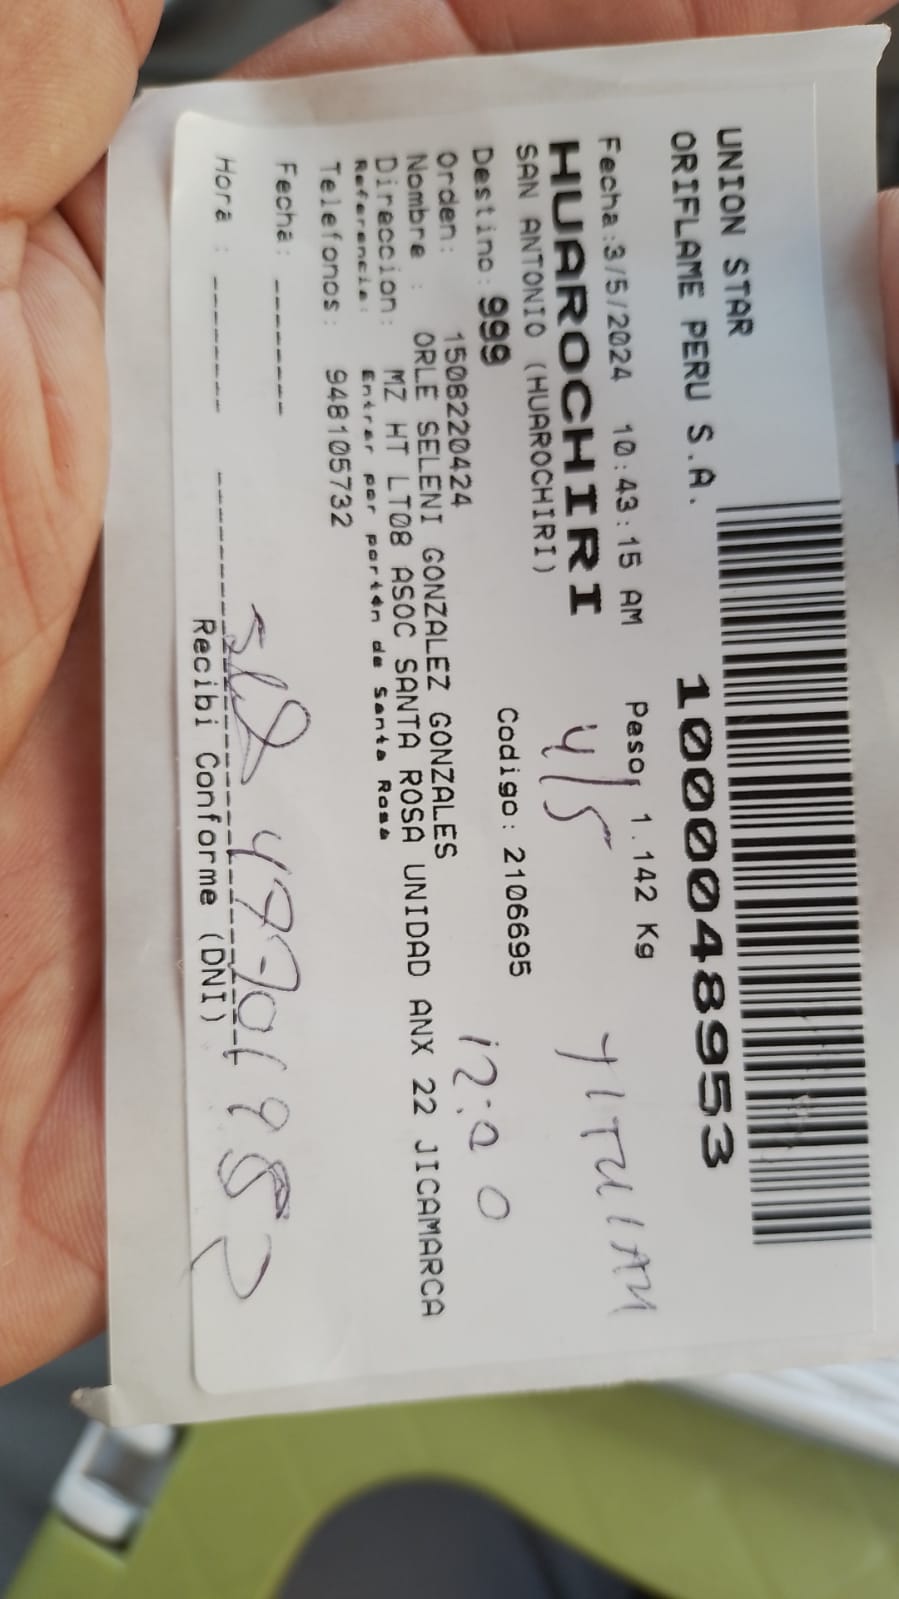 UNION STAR
ORIFLAME PERU S.A.
1000048953
Fecha:3/5/2024 10:43:15 AM Peso: 1.142 Kg
HUAROCHIRI 4/5 YITULAM
SAN ANTONIO (HUAROCHIRI)
Destino: 999 Codigo: 2106695
Orden: 1508220424 12:00
Nombre : ORLE SELENI GONZALEZ GONZALES
Direccion: MZ HT LT08 ASOC SANTA ROSA UNIDAD ANX 22 JICAMARCA
Referencia: Entrar por portón de Santa Rosa
Telefonos: 948105732
Fecha: -------
Hora : -------
Recibi Conforme (DNI)